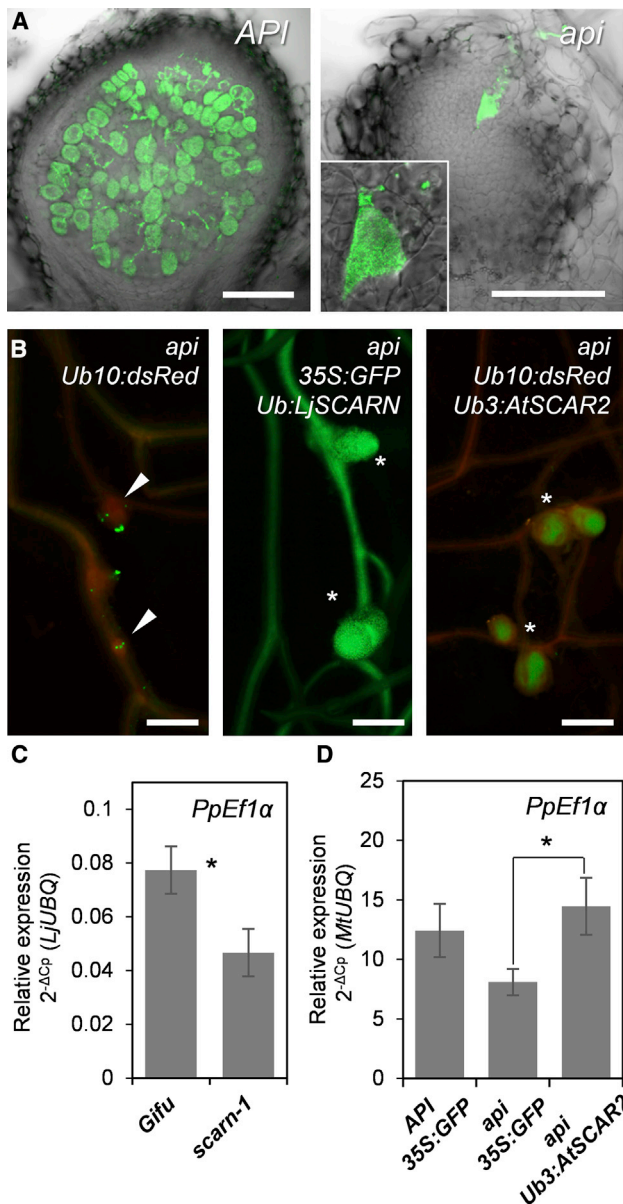 A
API
api
B
api
Ub10:dsRed
api
35S:GFP
Ub:LjSCARN
api
Ub10:dsRed
Ub3:AtSCAR2
*
*
*
*
C
PpEf1α
Relative expression
2-ΔCp (LjUBQ)
0.1
0.08
0.06
0.04
0.02
0
*
Gifu
scarn-1
D
PpEf1α
Relative expression
2-ΔCp (MtUBQ)
25
20
15
10
5
0
*
API
35S:GFP
api
35S:GFP
api
Ub3:AtSCAR2